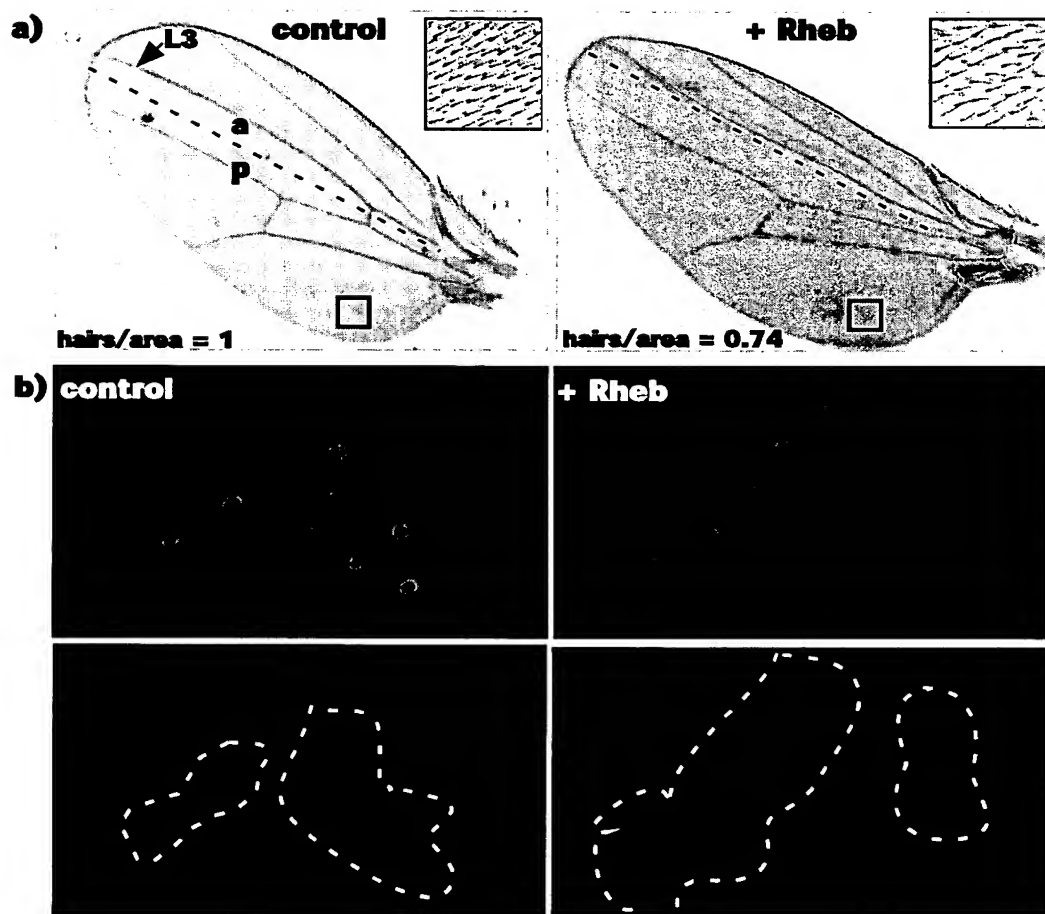 a)
L3
control
+ Rheb
a
p
hairs/area = 1
hairs/area = 0.74
b) control
+ Rheb